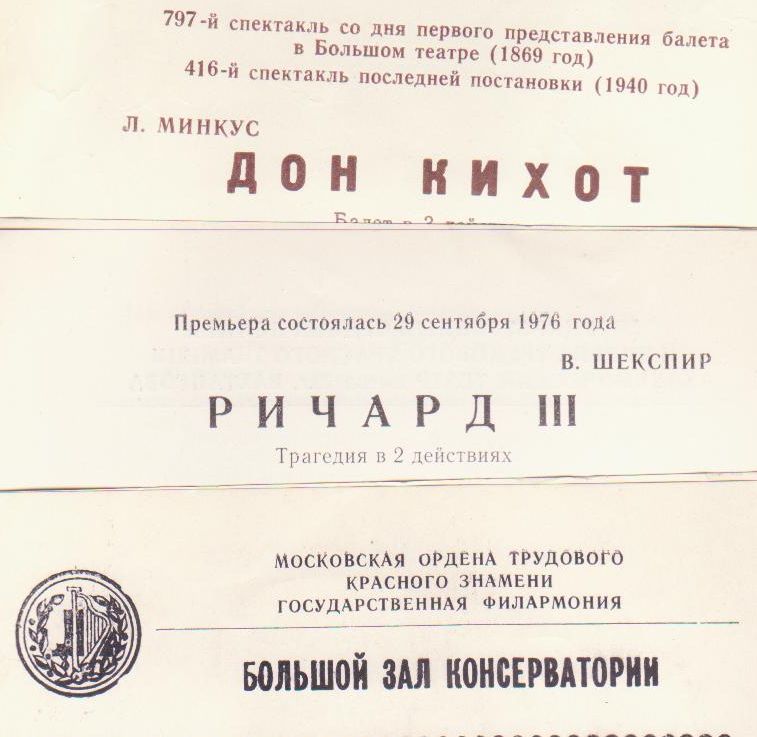 797-й спектакль со дня первого представления балета
в Большом театре (1869 год)
416-й спектакль последней постановки (1940 год)
Л. МИНКУС
ДОН КИХОТ
Балет в 3
Премьера состоялась 29 сентября 1976 года
В. ШЕКСПИР
РИЧАРД III
Трагедия в 2 действиях
МОСКОВСКАЯ ОРДЕНА ТРУДОВОГО
КРАСНОГО ЗНАМЕНИ
ГОСУДАРСТВЕННАЯ ФИЛАРМОНИЯ
БОЛЬШОЙ ЗАЛ КОНСЕРВАТОРИИ